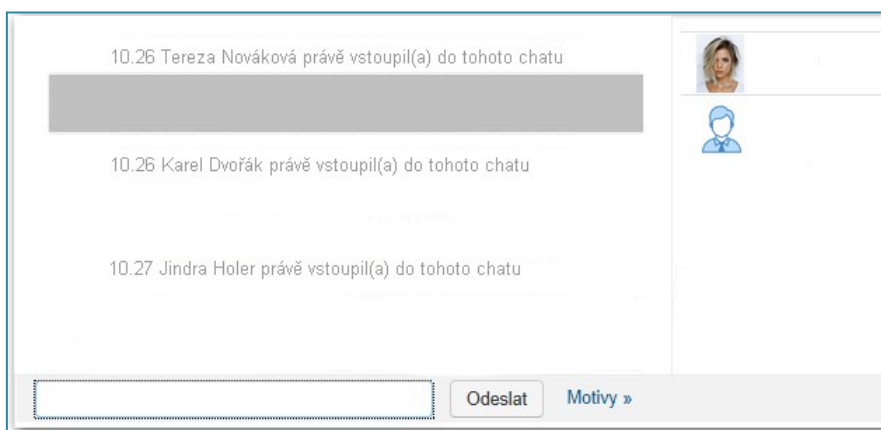 10.26 Tereza Nováková právě vstoupil(a) do tohoto chatu
10.26 Karel Dvořák právě vstoupil(a) do tohoto chatu
10.27 Jindra Holer právě vstoupil(a) do tohoto chatu
Odeslat Motivy »